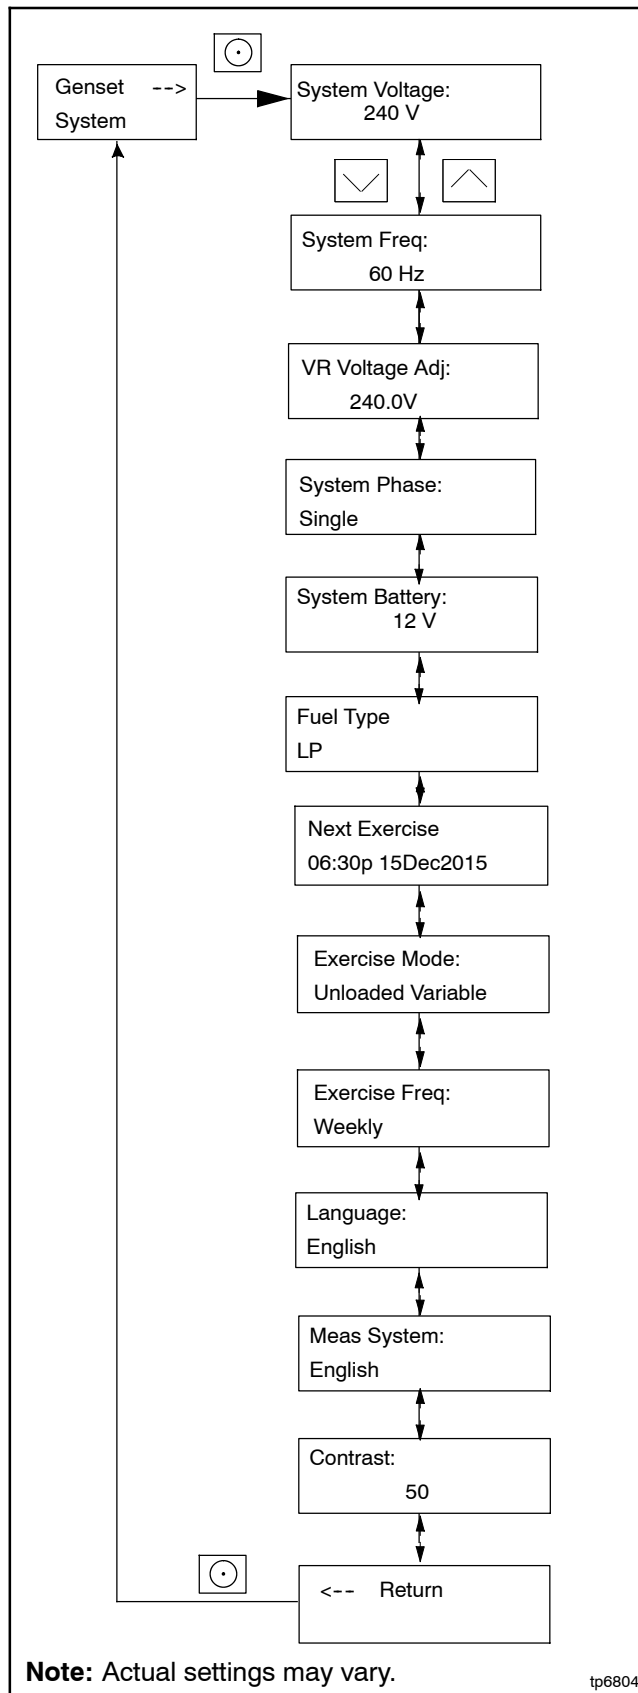 Genset -->
System
System Voltage:
240 V
System Freq:
60 Hz
VR Voltage Adj:
240.0V
System Phase:
Single
System Battery:
12 V
Fuel Type
LP
Next Exercise
06:30p 15Dec2015
Exercise Mode:
Unloaded Variable
Exercise Freq:
Weekly
Language:
English
Meas System:
English
Contrast:
50
<-- Return
Note: Actual settings may vary.
tp6804